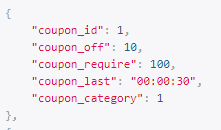 {
"coupon_id": 1,
"coupon_off": 10,
"coupon_require": 100,
"coupon_last": "00:00:30",
"coupon_category": 1
},